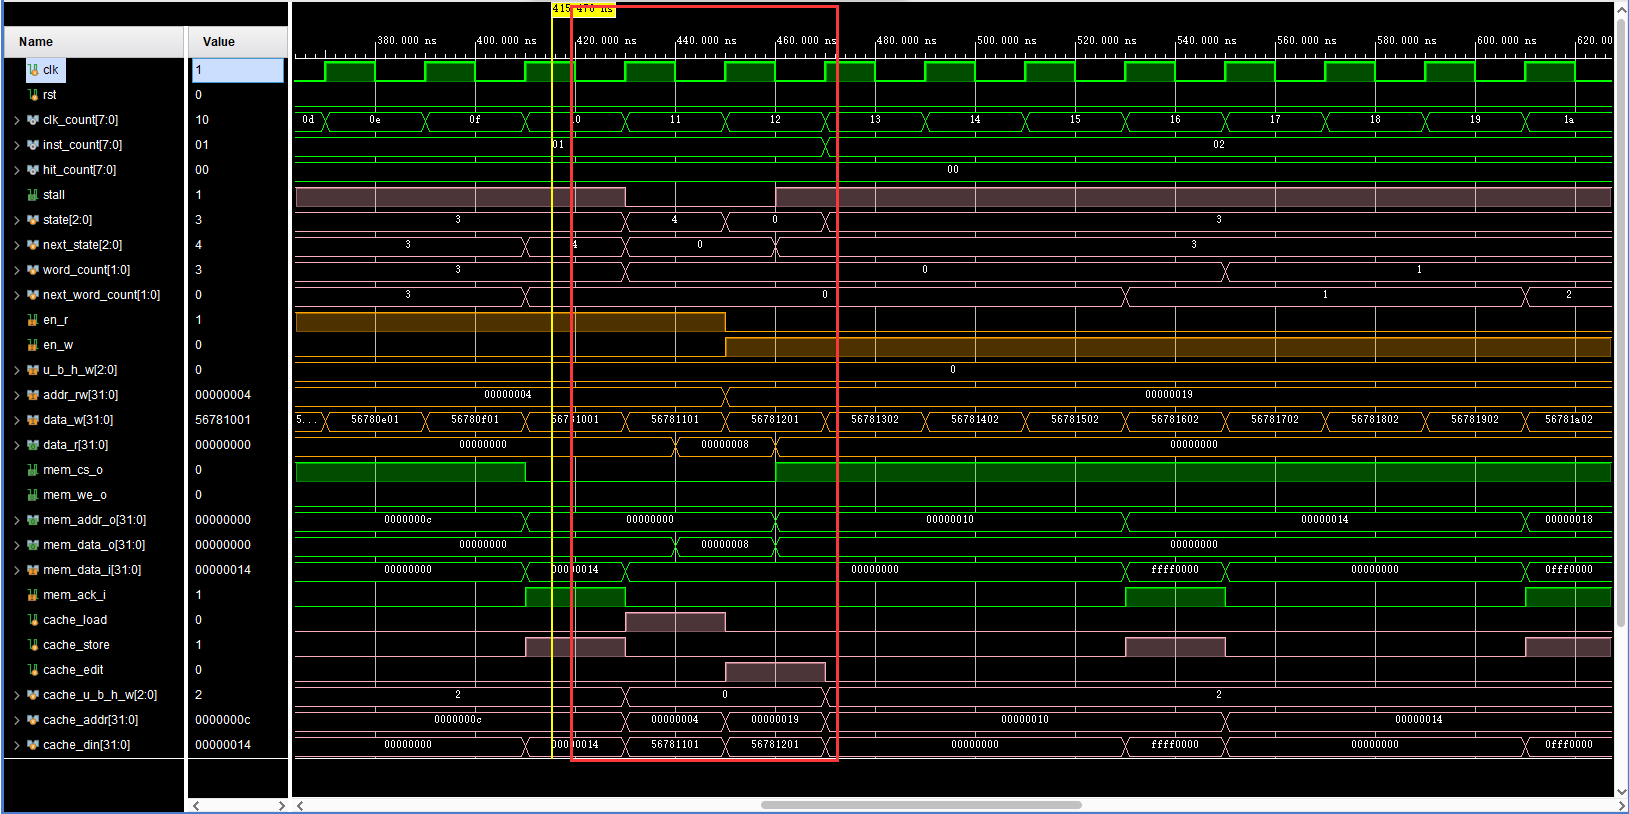 415.470 ns
Name Value
380.000 ns 400.000 ns 420.000 ns 440.000 ns 460.000 ns 480.000 ns 500.000 ns 520.000 ns 540.000 ns 560.000 ns 580.000 ns 600.000 ns 620.00
clk 1
rst 0
clk_count[7:0] 10 0d 0e 0f 10 11 12 13 14 15 16 17 18 19 1a
inst_count[7:0] 01 01 02
hit_count[7:0] 00 00
stall 1
state[2:0] 3 3 4 0 3
next_state[2:0] 4 3 4 0 3
word_count[1:0] 3 3 0 1
next_word_count[1:0] 0 3 0 1 2
en_r 1
en_w 0
u_b_h_w[2:0] 0 0
addr_rw[31:0] 00000004 00000004 00000019
data_w[31:0] 56781001 5... 56780e01 56780f01 56781001 56781101 56781201 56781302 56781402 56781502 56781602 56781702 56781802 56781902 56781a02
data_r[31:0] 00000000 00000000 00000008 00000000
mem_cs_o 0
mem_we_o 0
mem_addr_o[31:0] 00000000 0000000c 00000000 00000010 00000014 00000018
mem_data_o[31:0] 00000000 00000000 00000008 00000000
mem_data_i[31:0] 00000014 00000000 00000014 00000000 ffff0000 00000000 0fff0000
mem_ack_i 1
cache_load 0
cache_store 1
cache_edit 0
cache_u_b_h_w[2:0] 2 2 0 2
cache_addr[31:0] 0000000c 0000000c 00000004 00000019 00000010 00000014
cache_din[31:0] 00000014 00000000 00000014 56781101 56781201 00000000 ffff0000 00000000 0fff0000